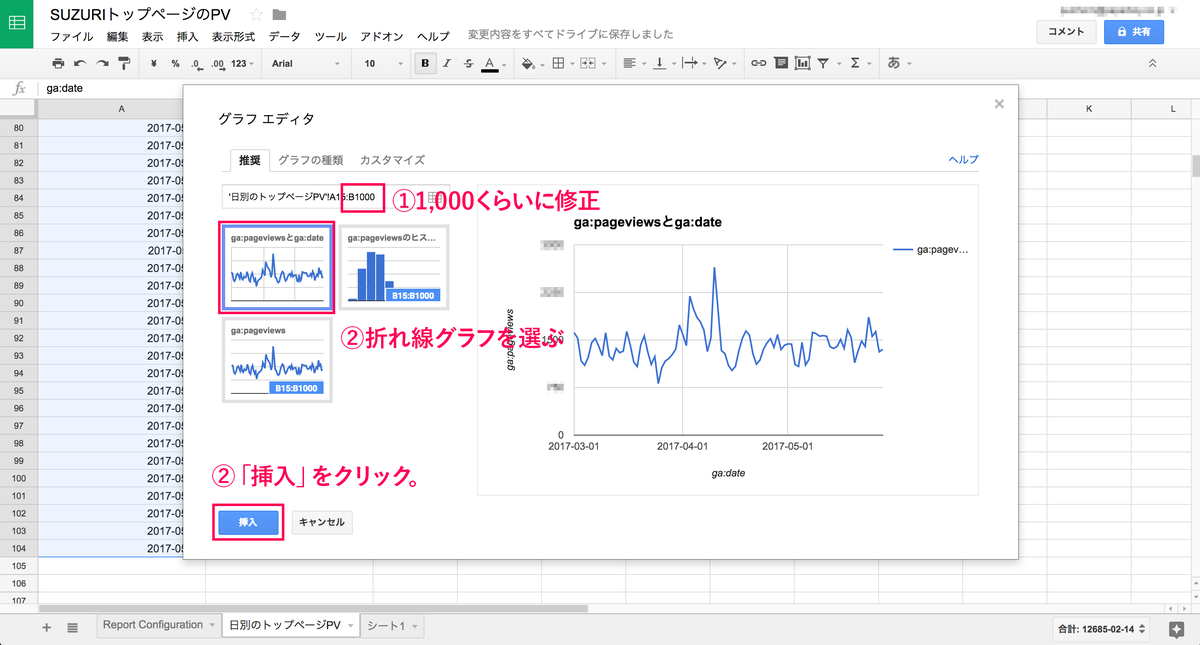 SUZURIトップページのPV
ファイル 編集 表示 挿入 表示形式 データ ツール アドオン ヘルプ 変更内容をすべてドライブに保存しました
コメント
共有
¥ % .0 .00 123 Arial 10 B I S A Σ あ
fx ga:date
A K L
グラフ エディタ
推奨 グラフの種類 カスタマイズ ヘルプ
'日別のトップページPV'!A15:B1000
①1,000くらいに修正
ga:pageviewsとga:date
ga:pageviewsのヒス...
B15:B1000
ga:pageviews
B15:B1000
②折れ線グラフを選ぶ
ga:pageviewsとga:date
ga:pagev...
ga:pageviews
0
2017-03-01 2017-04-01 2017-05-01
ga:date
②「挿入」をクリック。
挿入 キャンセル
80 2017-05
81 2017-05
82 2017-05
83 2017-05
84 2017-05
85 2017-05
86 2017-05
87 2017-05
88 2017-05
89 2017-05
90 2017-05
91 2017-05
92 2017-05
93 2017-05
94 2017-05
95 2017-05
96 2017-05
97 2017-05
98 2017-05
99 2017-05
100 2017-05
101 2017-05
102 2017-05
103 2017-05
104 2017-05
105
106
107
Report Configuration 日別のトップページPV シート1
合計: 12685-02-14